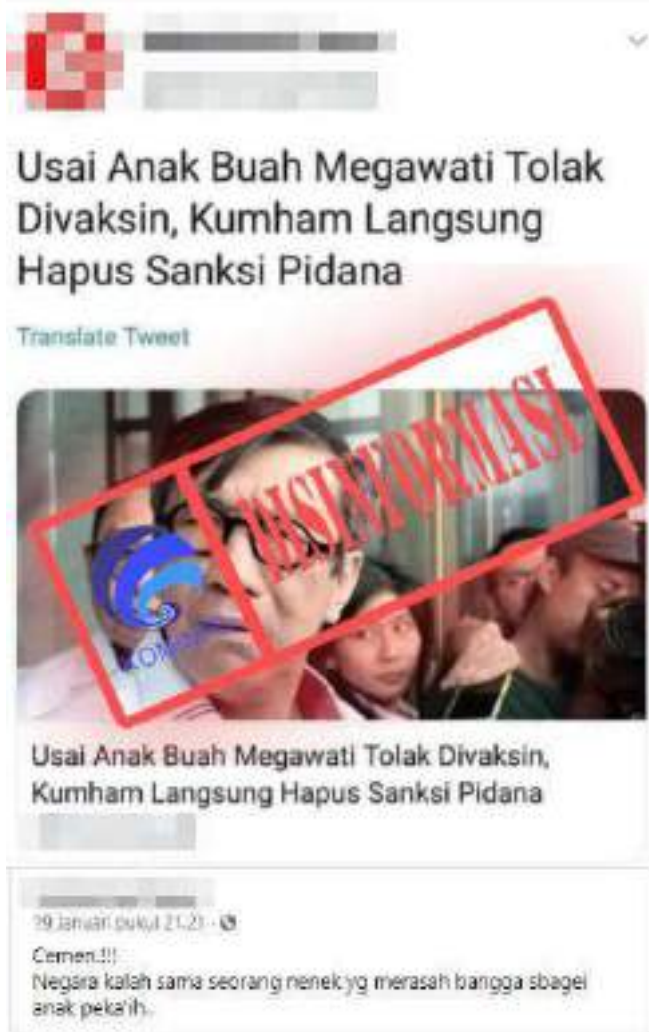 Usai Anak Buah Megawati Tolak
Divaksin, Kumham Langsung
Hapus Sanksi Pidana
Translate Tweet
DISINFORMASI
Usai Anak Buah Megawati Tolak Divaksin,
Kumham Langsung Hapus Sanksi Pidana
19 Januari pukul 21.21
Cemen.!!!
Negara kalah sama seorang nenek yg merasah bangga sbagei
anak peka'ih..